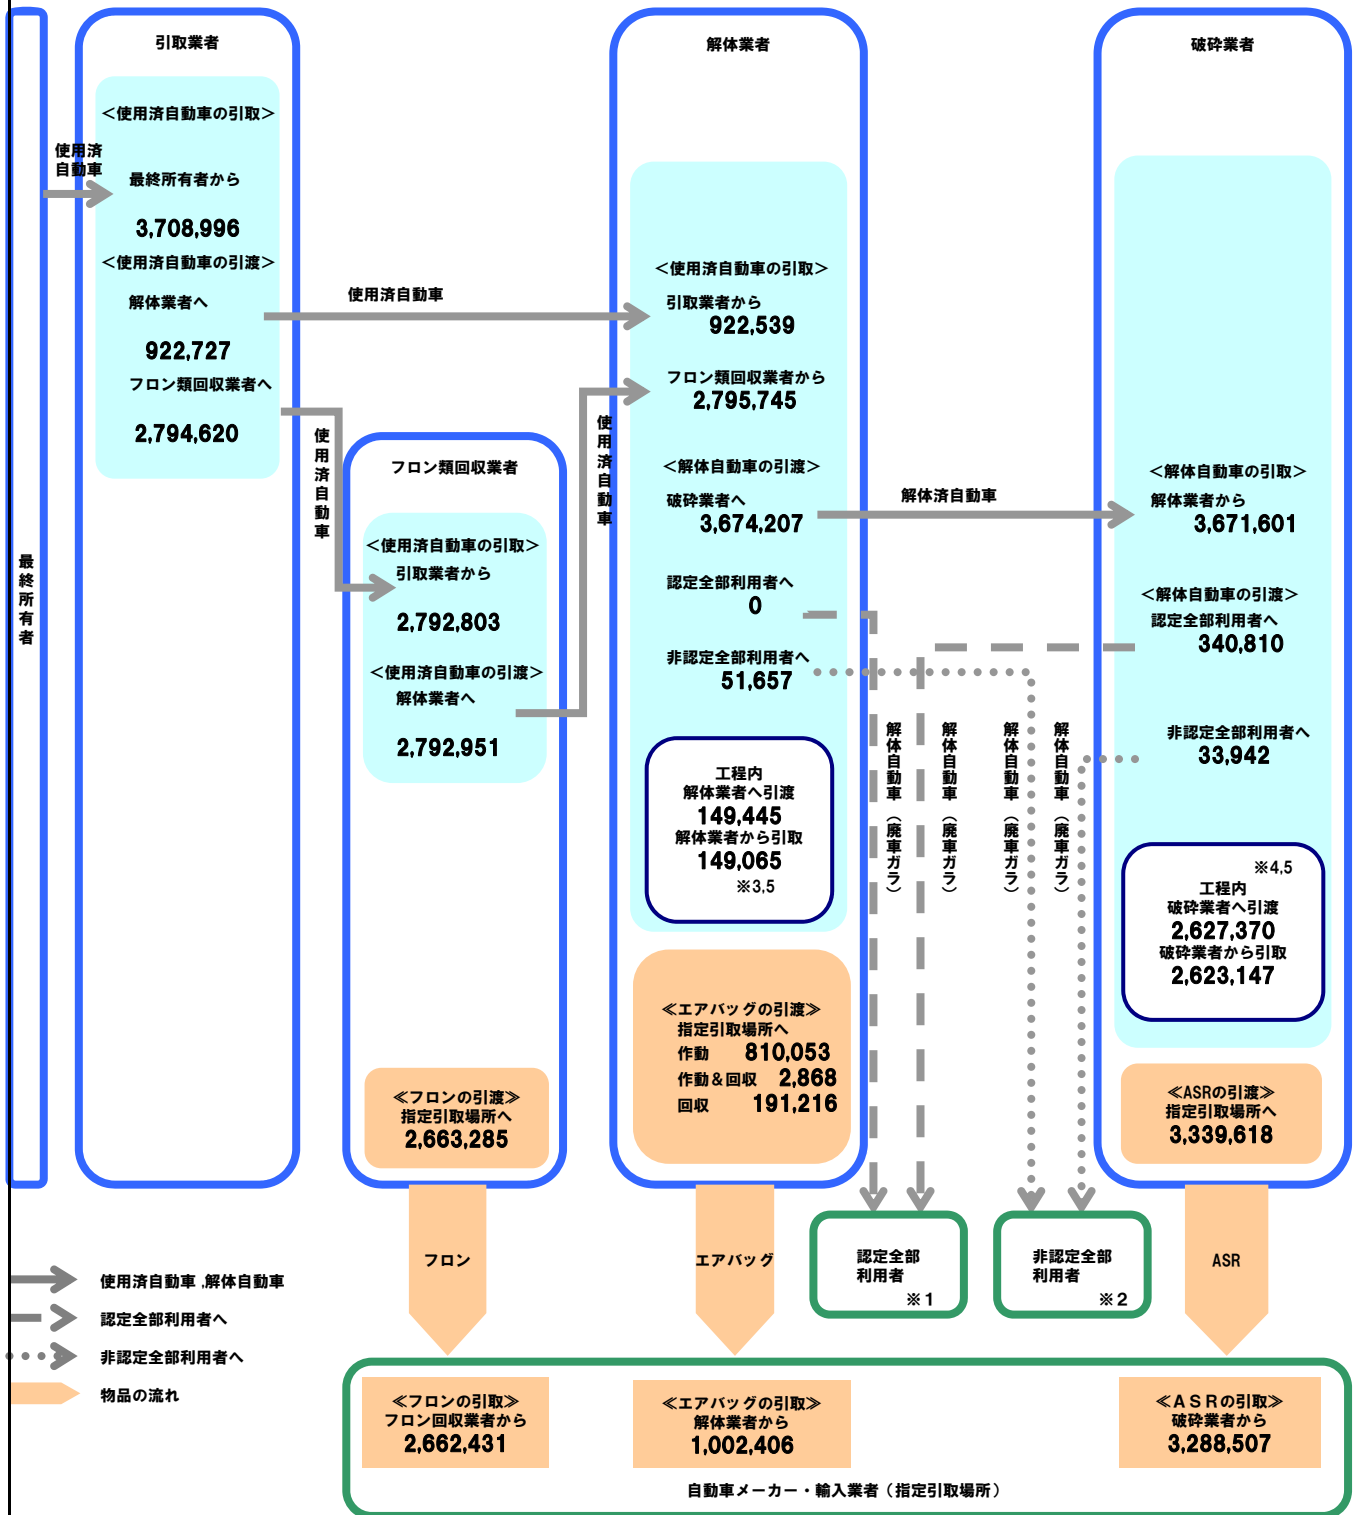 最終所有者
使用済
自動車
引取業者
＜使用済自動車の引取＞
最終所有者から
3,708,996
＜使用済自動車の引渡＞
解体業者へ
922,727
フロン類回収業者へ
2,794,620
使用済自動車
使用済自動車
フロン類回収業者
＜使用済自動車の引取＞
引取業者から
2,792,803
＜使用済自動車の引渡＞
解体業者へ
2,792,951
≪フロンの引渡≫
指定引取場所へ
2,663,285
使用済自動車
解体業者
＜使用済自動車の引取＞
引取業者から
922,539
フロン類回収業者から
2,795,745
＜解体自動車の引渡＞
破砕業者へ
3,674,207
認定全部利用者へ
0
非認定全部利用者へ
51,657
工程内
解体業者へ引渡
149,445
解体業者から引取
149,065
※3,5
≪エアバッグの引渡≫
指定引取場所へ
作動 810,053
作動＆回収 2,868
回収 191,216
解体済自動車
解体自動車（廃車ガラ）
解体自動車（廃車ガラ）
解体自動車（廃車ガラ）
解体自動車（廃車ガラ）
破砕業者
＜解体自動車の引取＞
解体業者から
3,671,601
＜解体自動車の引渡＞
認定全部利用者へ
340,810
非認定全部利用者へ
33,942
※4,5
工程内
破砕業者へ引渡
2,627,370
破砕業者から引取
2,623,147
≪ASRの引渡≫
指定引取場所へ
3,339,618
フロン
エアバッグ
認定全部
利用者
※１
非認定全部
利用者
※２
ASR
使用済自動車 ,解体自動車
認定全部利用者へ
非認定全部利用者へ
物品の流れ
≪フロンの引取≫
フロン回収業者から
2,662,431
≪エアバッグの引取≫
解体業者から
1,002,406
≪ＡＳＲの引取≫
破砕業者から
3,288,507
自動車メーカー・輸入業者（指定引取場所）